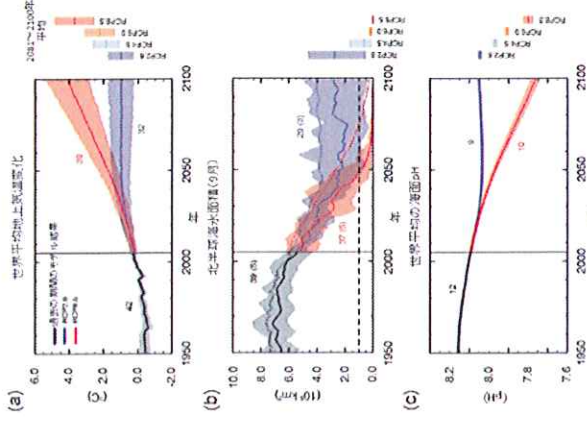 2081～2100年
平均
(a)
世界平均地上気温変化
6.0
4.0
2.0
0.0
-2.0
(℃)
過去の期間のモデル結果
RCP2.6
RCP8.5
42
39
32
RCP2.6
RCP4.5
RCP6.0
RCP8.5
1950
2000
2050
2100
年
(b)
北半球海氷面積(9月)
10.0
8.0
6.0
4.0
2.0
0.0
(10⁶km²)
39 (5)
29 (3)
37 (5)
RCP2.6
RCP4.5
RCP6.0
RCP8.5
1950
2000
2050
2100
年
(c)
世界平均の海面pH
8.2
8.0
7.8
7.6
(pH)
12
9
10
RCP2.6
RCP4.5
RCP6.0
RCP8.5
1950
2000
2050
2100
年